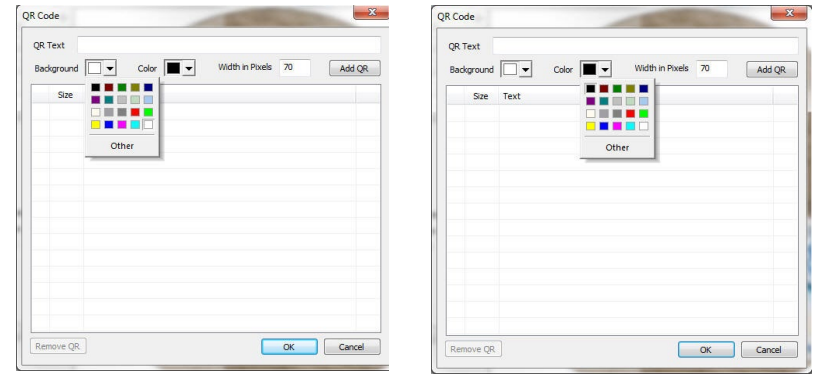 QR Code
x
QR Text
Background
Color
Width in Pixels 70
Add QR
Size
Other
Remove QR
OK
Cancel
QR Code
x
QR Text
Background
Color
Width in Pixels 70
Add QR
Size Text
Other
Remove QR
OK
Cancel